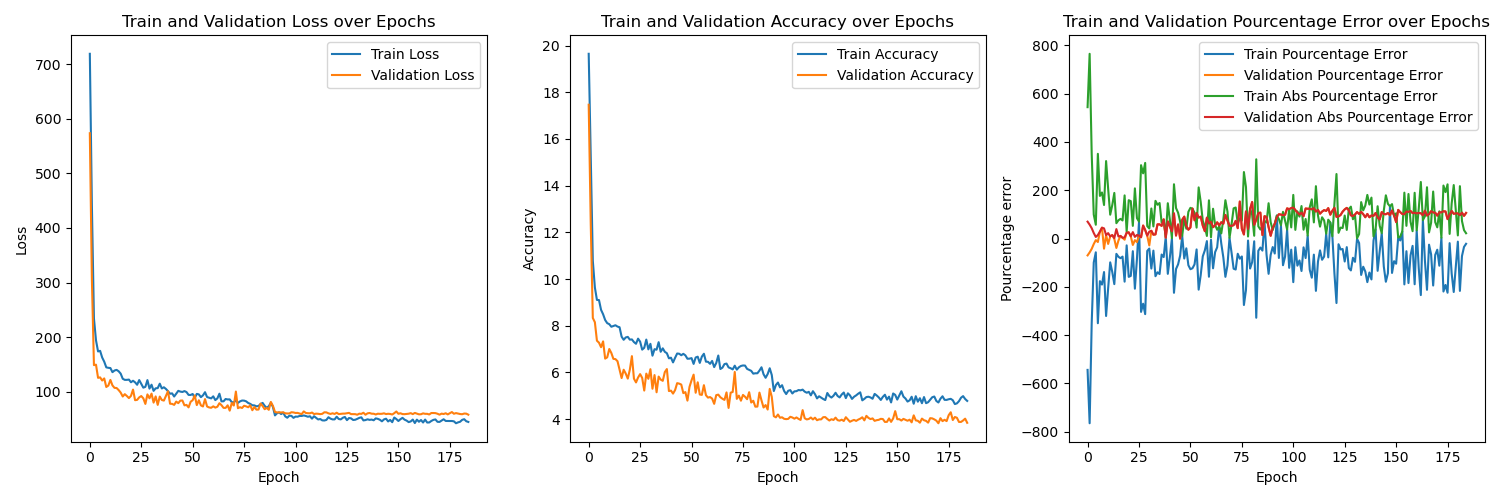 Train and Validation Loss over Epochs
Train Loss
Validation Loss
700
600
500
400
300
200
100
Loss
0 25 50 75 100 125 150 175
Epoch
Train and Validation Accuracy over Epochs
Train Accuracy
Validation Accuracy
20
18
16
14
12
10
8
6
4
Accuracy
0 25 50 75 100 125 150 175
Epoch
Train and Validation Pourcentage Error over Epochs
Train Pourcentage Error
Validation Pourcentage Error
Train Abs Pourcentage Error
Validation Abs Pourcentage Error
800
600
400
200
0
−200
−400
−600
−800
Pourcentage error
0 25 50 75 100 125 150 175
Epoch